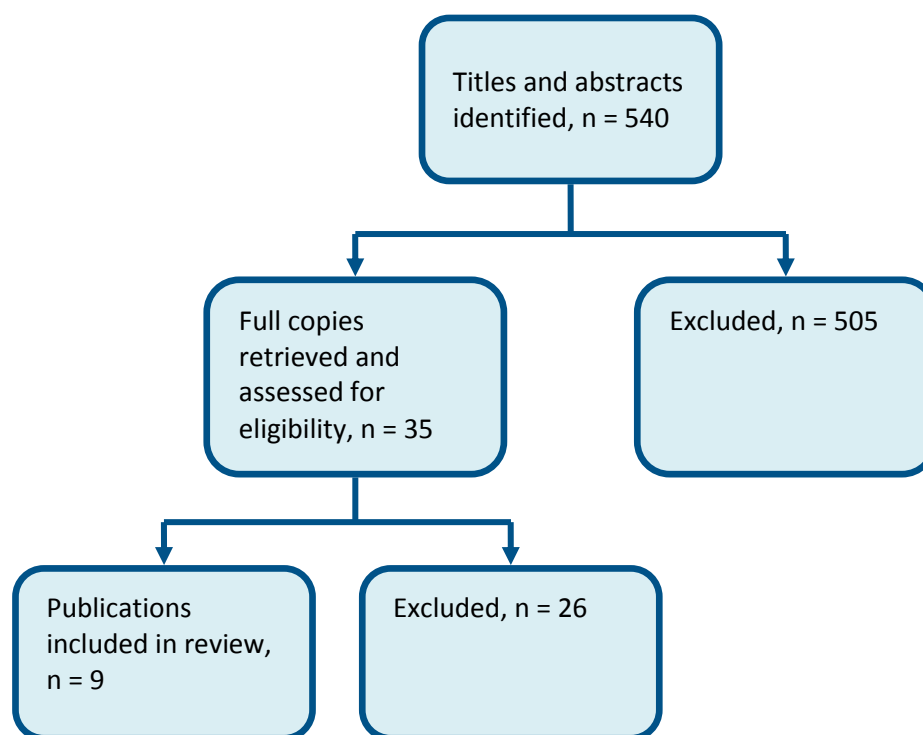 Titles and abstracts
identified, n = 540
Full copies
retrieved and
assessed for
eligibility, n = 35
Excluded, n = 505
Publications
included in review,
n = 9
Excluded, n = 26